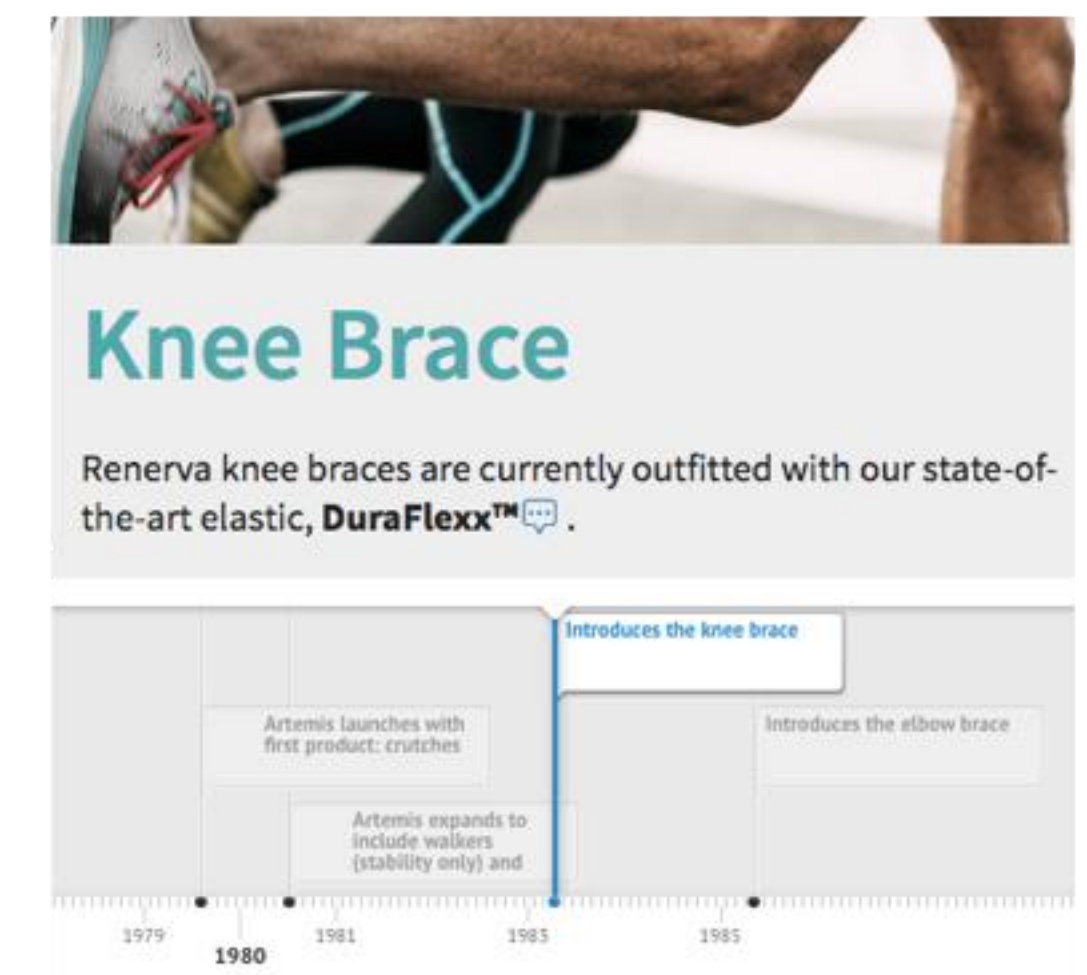 Knee Brace
Renerva knee braces are currently outfitted with our state-of-
the-art elastic, DuraFlexx™ .
Introduces the knee brace
Artemis launches with
first product: crutches
Introduces the elbow brace
Artemis expands to
include walkers
(stability only) and
1979
1980
1981
1983
1985